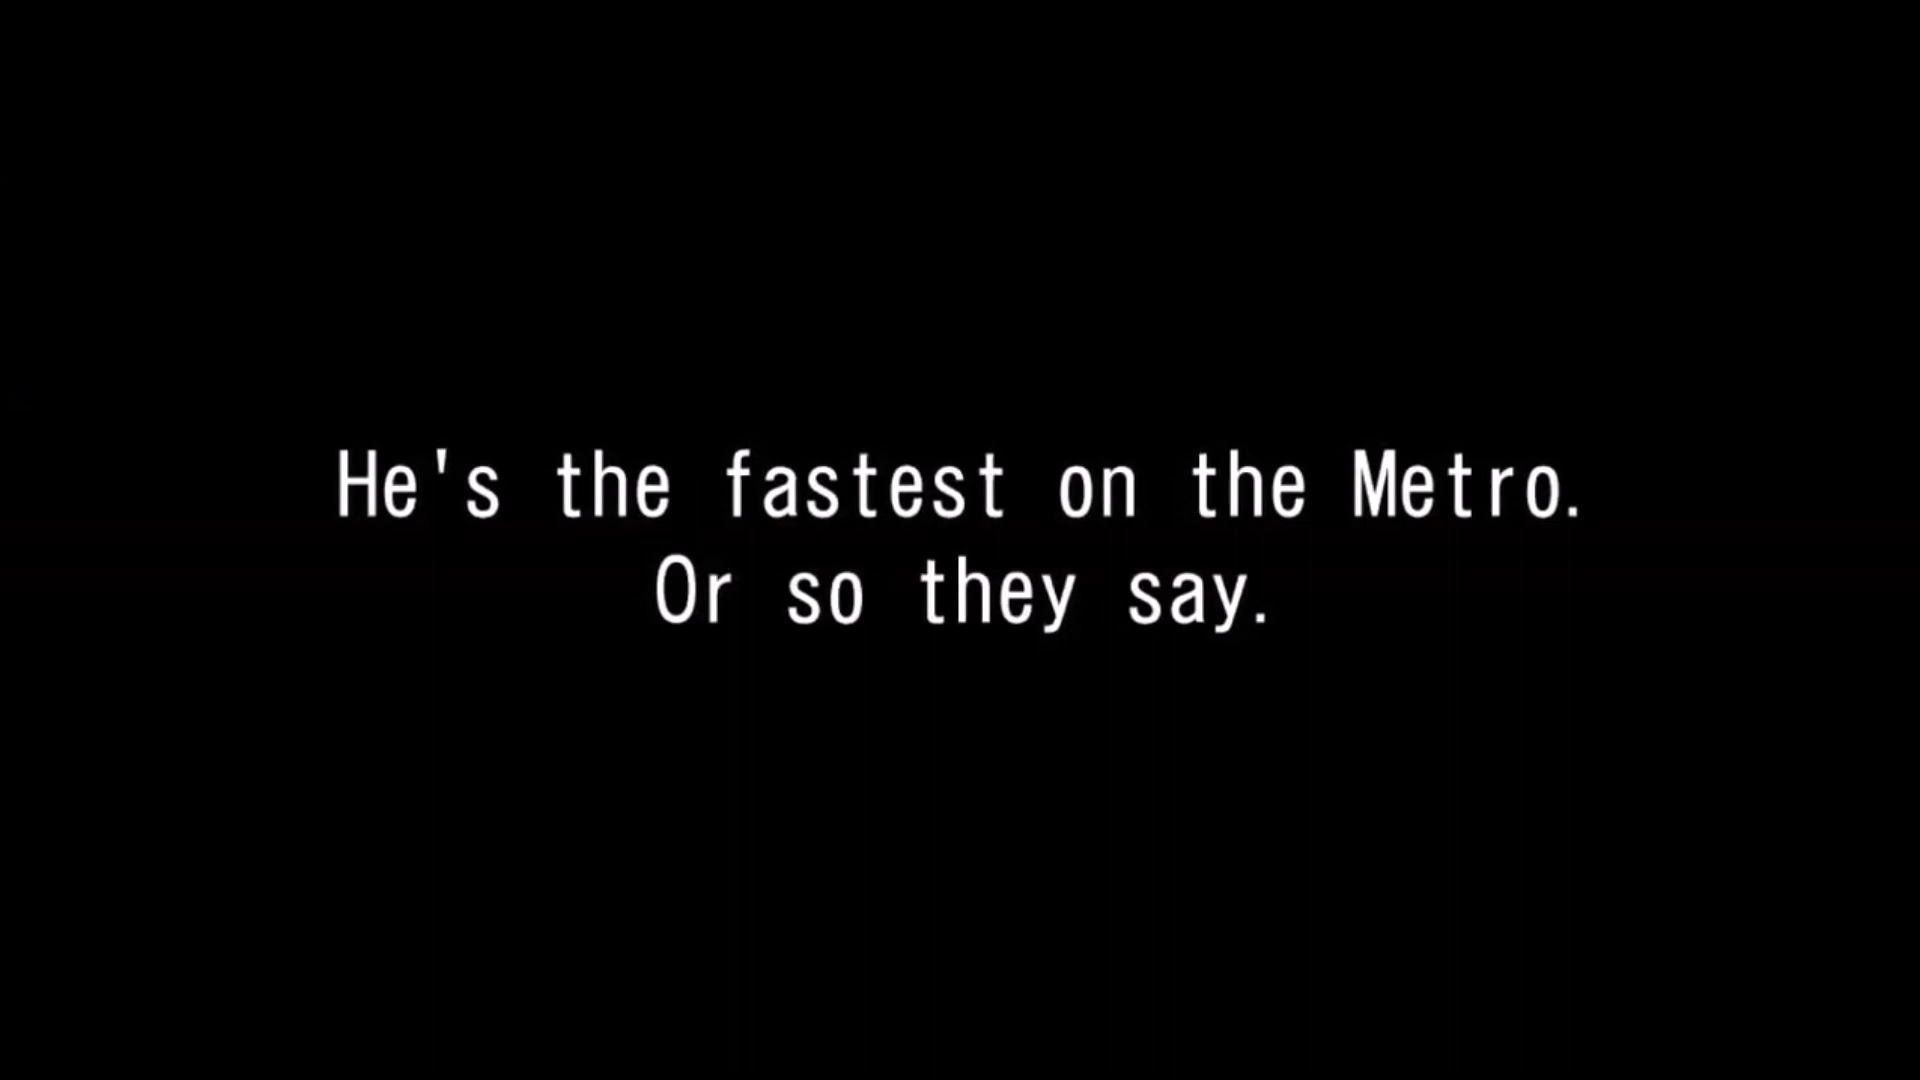 He's the fastest on the Metro.
Or so they say.